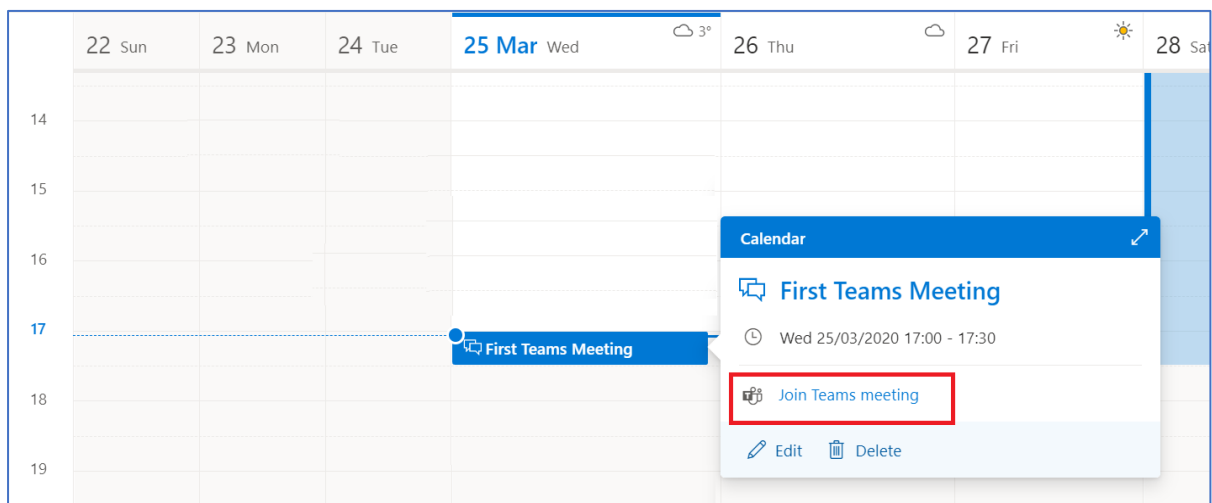 22 Sun 23 Mon 24 Tue 25 Mar Wed 3° 26 Thu 27 Fri 28 Sat
14
15
Calendar
16
First Teams Meeting
17
Wed 25/03/2020 17:00 - 17:30
First Teams Meeting
Join Teams meeting
18
Edit Delete
19